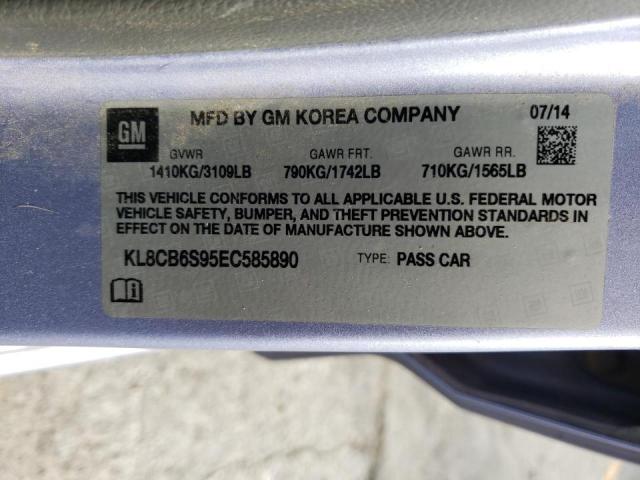 GM MFD BY GM KOREA COMPANY 07/14
GVWR GAWR FRT. GAWR RR.
1410KG/3109LB 790KG/1742LB 710KG/1565LB
THIS VEHICLE CONFORMS TO ALL APPLICABLE U.S. FEDERAL MOTOR
VEHICLE SAFETY, BUMPER, AND THEFT PREVENTION STANDARDS IN
EFFECT ON THE DATE OF MANUFACTURE SHOWN ABOVE.
KL8CB6S95EC585890 TYPE: PASS CAR